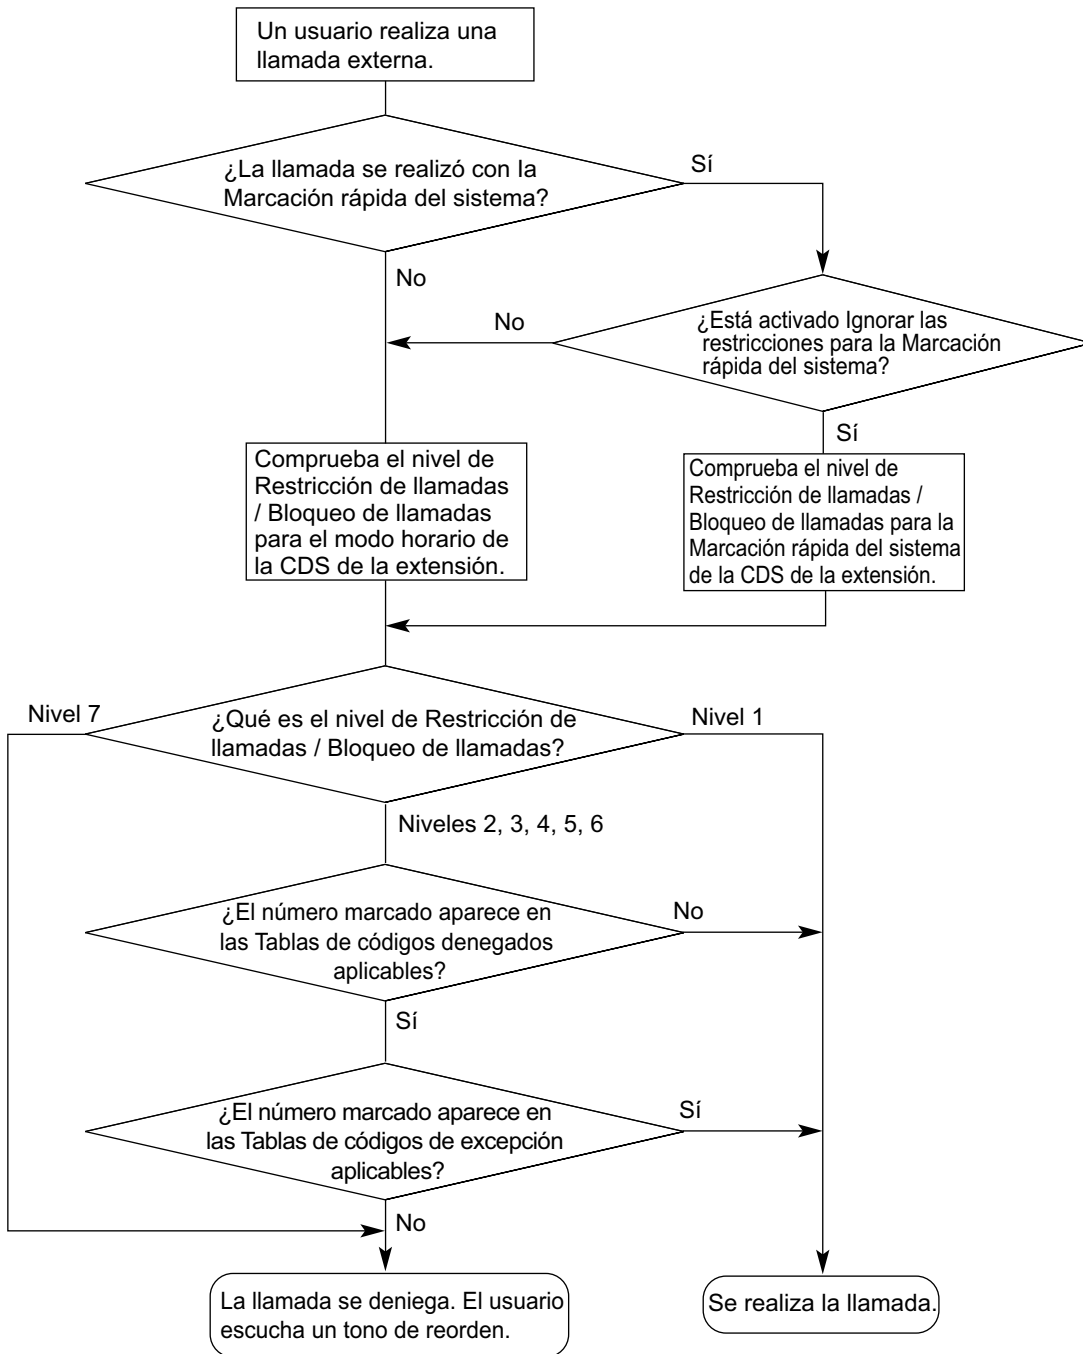 Un usuario realiza una
llamada externa.
¿La llamada se realizó con la
Marcación rápida del sistema?
Sí
No
¿Está activado Ignorar las
restricciones para la Marcación
rápida del sistema?
No
Sí
Comprueba el nivel de
Restricción de llamadas
/ Bloqueo de llamadas
para el modo horario de
la CDS de la extensión.
Comprueba el nivel de
Restricción de llamadas /
Bloqueo de llamadas para la
Marcación rápida del sistema
de la CDS de la extensión.
Nivel 7
¿Qué es el nivel de Restricción de
llamadas / Bloqueo de llamadas?
Nivel 1
Niveles 2, 3, 4, 5, 6
¿El número marcado aparece en
las Tablas de códigos denegados
aplicables?
No
Sí
¿El número marcado aparece en
las Tablas de códigos de excepción
aplicables?
Sí
No
La llamada se deniega. El usuario
escucha un tono de reorden.
Se realiza la llamada.